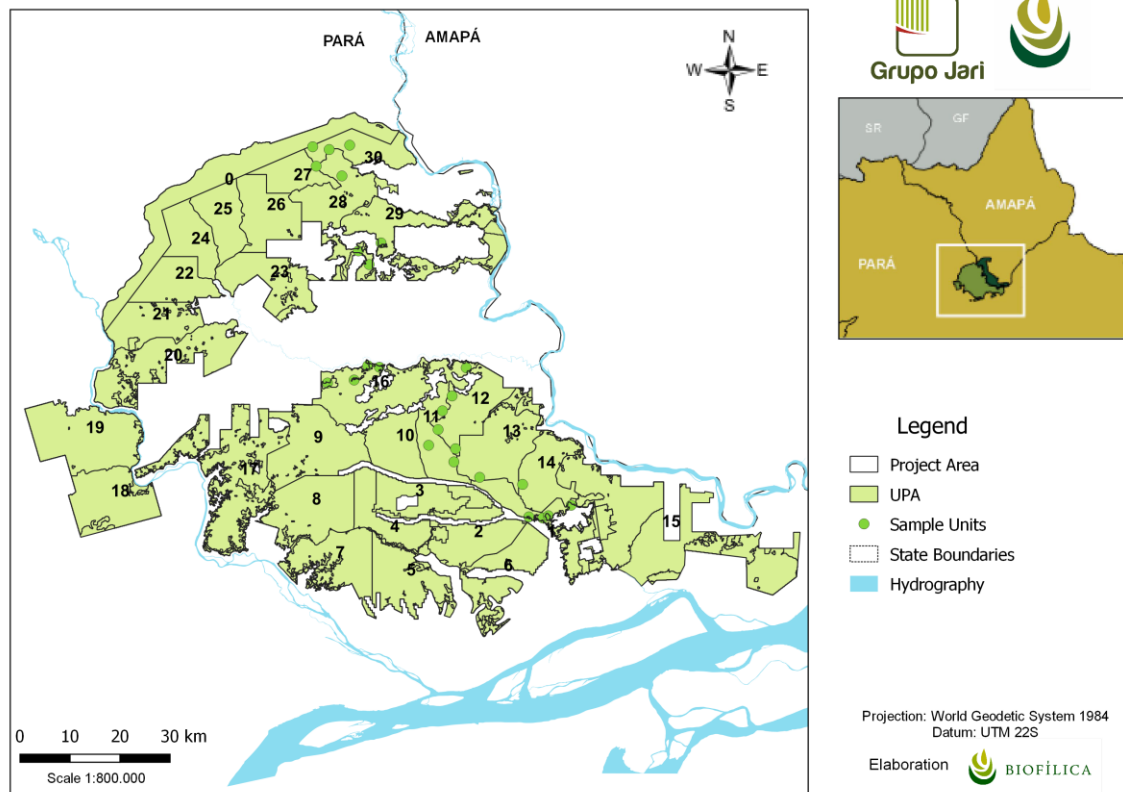 PARÁ
AMAPÁ
N
W
E
S
30
27
0
25
26
28
29
24
22
23
21
20
16
12
19
11
9
10
13
17
14
18
8
3
15
4
2
1
7
5
6
0 10 20 30 km
Scale 1:800.000
Grupo Jari
SR
GF
AMAPÁ
PARÁ
Legend
Project Area
UPA
Sample Units
State Boundaries
Hydrography
Projection: World Geodetic System 1984
Datum: UTM 22S
Elaboration
BIOFÍLICA